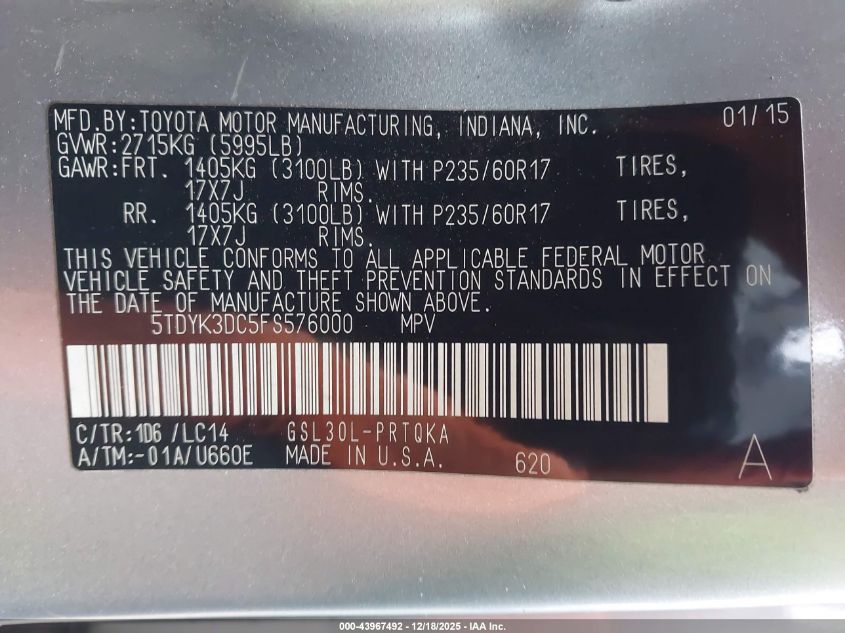 MFD.BY:TOYOTA MOTOR MANUFACTURING, INDIANA, INC. 01/15
GVWR:2715KG (5995LB)
GAWR:FRT. 1405KG (3100LB) WITH P235/60R17 TIRES,
17X7J RIMS.
RR. 1405KG (3100LB) WITH P235/60R17 TIRES,
17X7J RIMS.
THIS VEHICLE CONFORMS TO ALL APPLICABLE FEDERAL MOTOR
VEHICLE SAFETY AND THEFT PREVENTION STANDARDS IN EFFECT ON
THE DATE OF MANUFACTURE SHOWN ABOVE.
5TDYK3DC5FS576000 MPV
C/TR:1D6 /LC14 GSL30L-PRTQKA
A/TM:-01A/U660E MADE IN U.S.A. 620 A
000-43967492 - 12/18/2025 - IAA Inc.